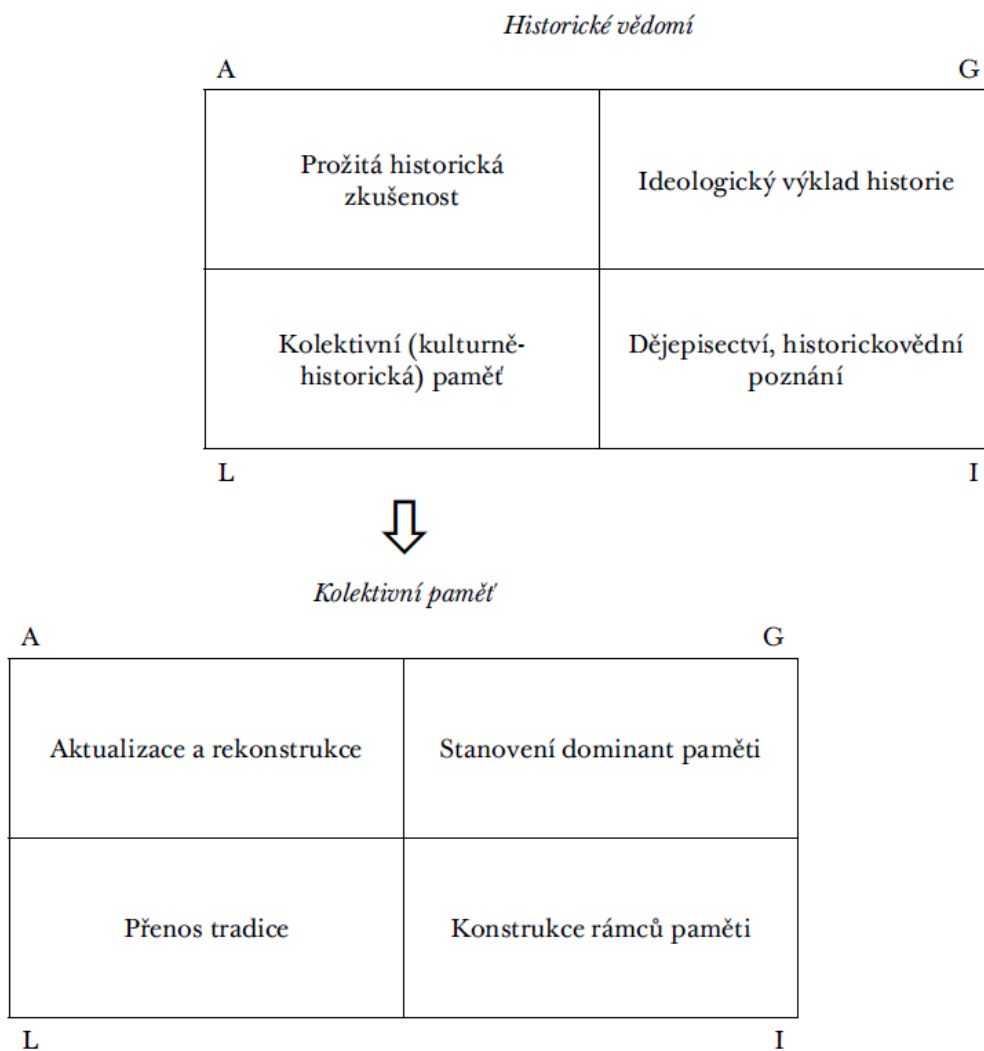 Historické vědomí
A
G
Prožitá historická
zkušenost
Ideologický výklad historie
Kolektivní (kulturně-
historická) paměť
Dějepisectví, historickovědní
poznání
L
I
Kolektivní paměť
A
G
Aktualizace a rekonstrukce
Stanovení dominant paměti
Přenos tradice
Konstrukce rámců paměti
L
I